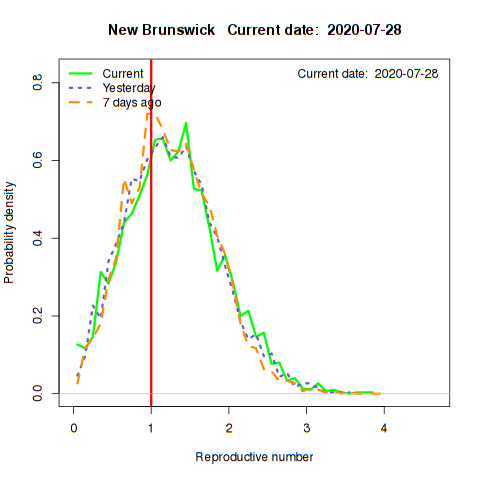 New Brunswick Current date: 2020-07-28
Current
Current date: 2020-07-28
Yesterday
7 days ago
Probability density
0.0
0.2
0.4
0.6
0.8
0
1
2
3
4
Reproductive number